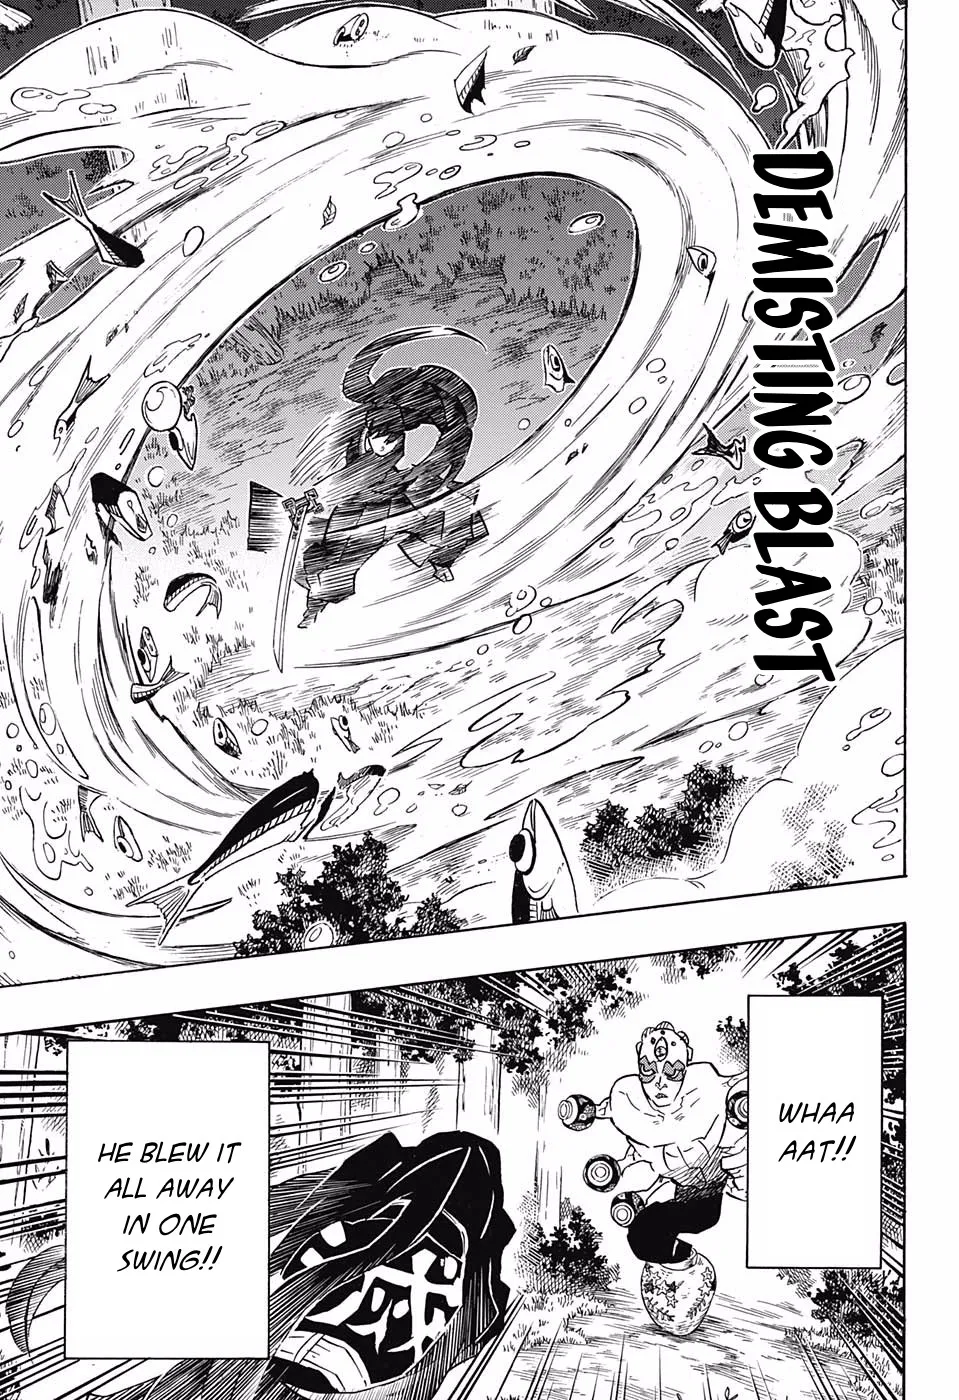 DEMISTING BLAST
WHAA
AAT!!
HE BLEW IT
ALL AWAY
IN ONE
SWING!!